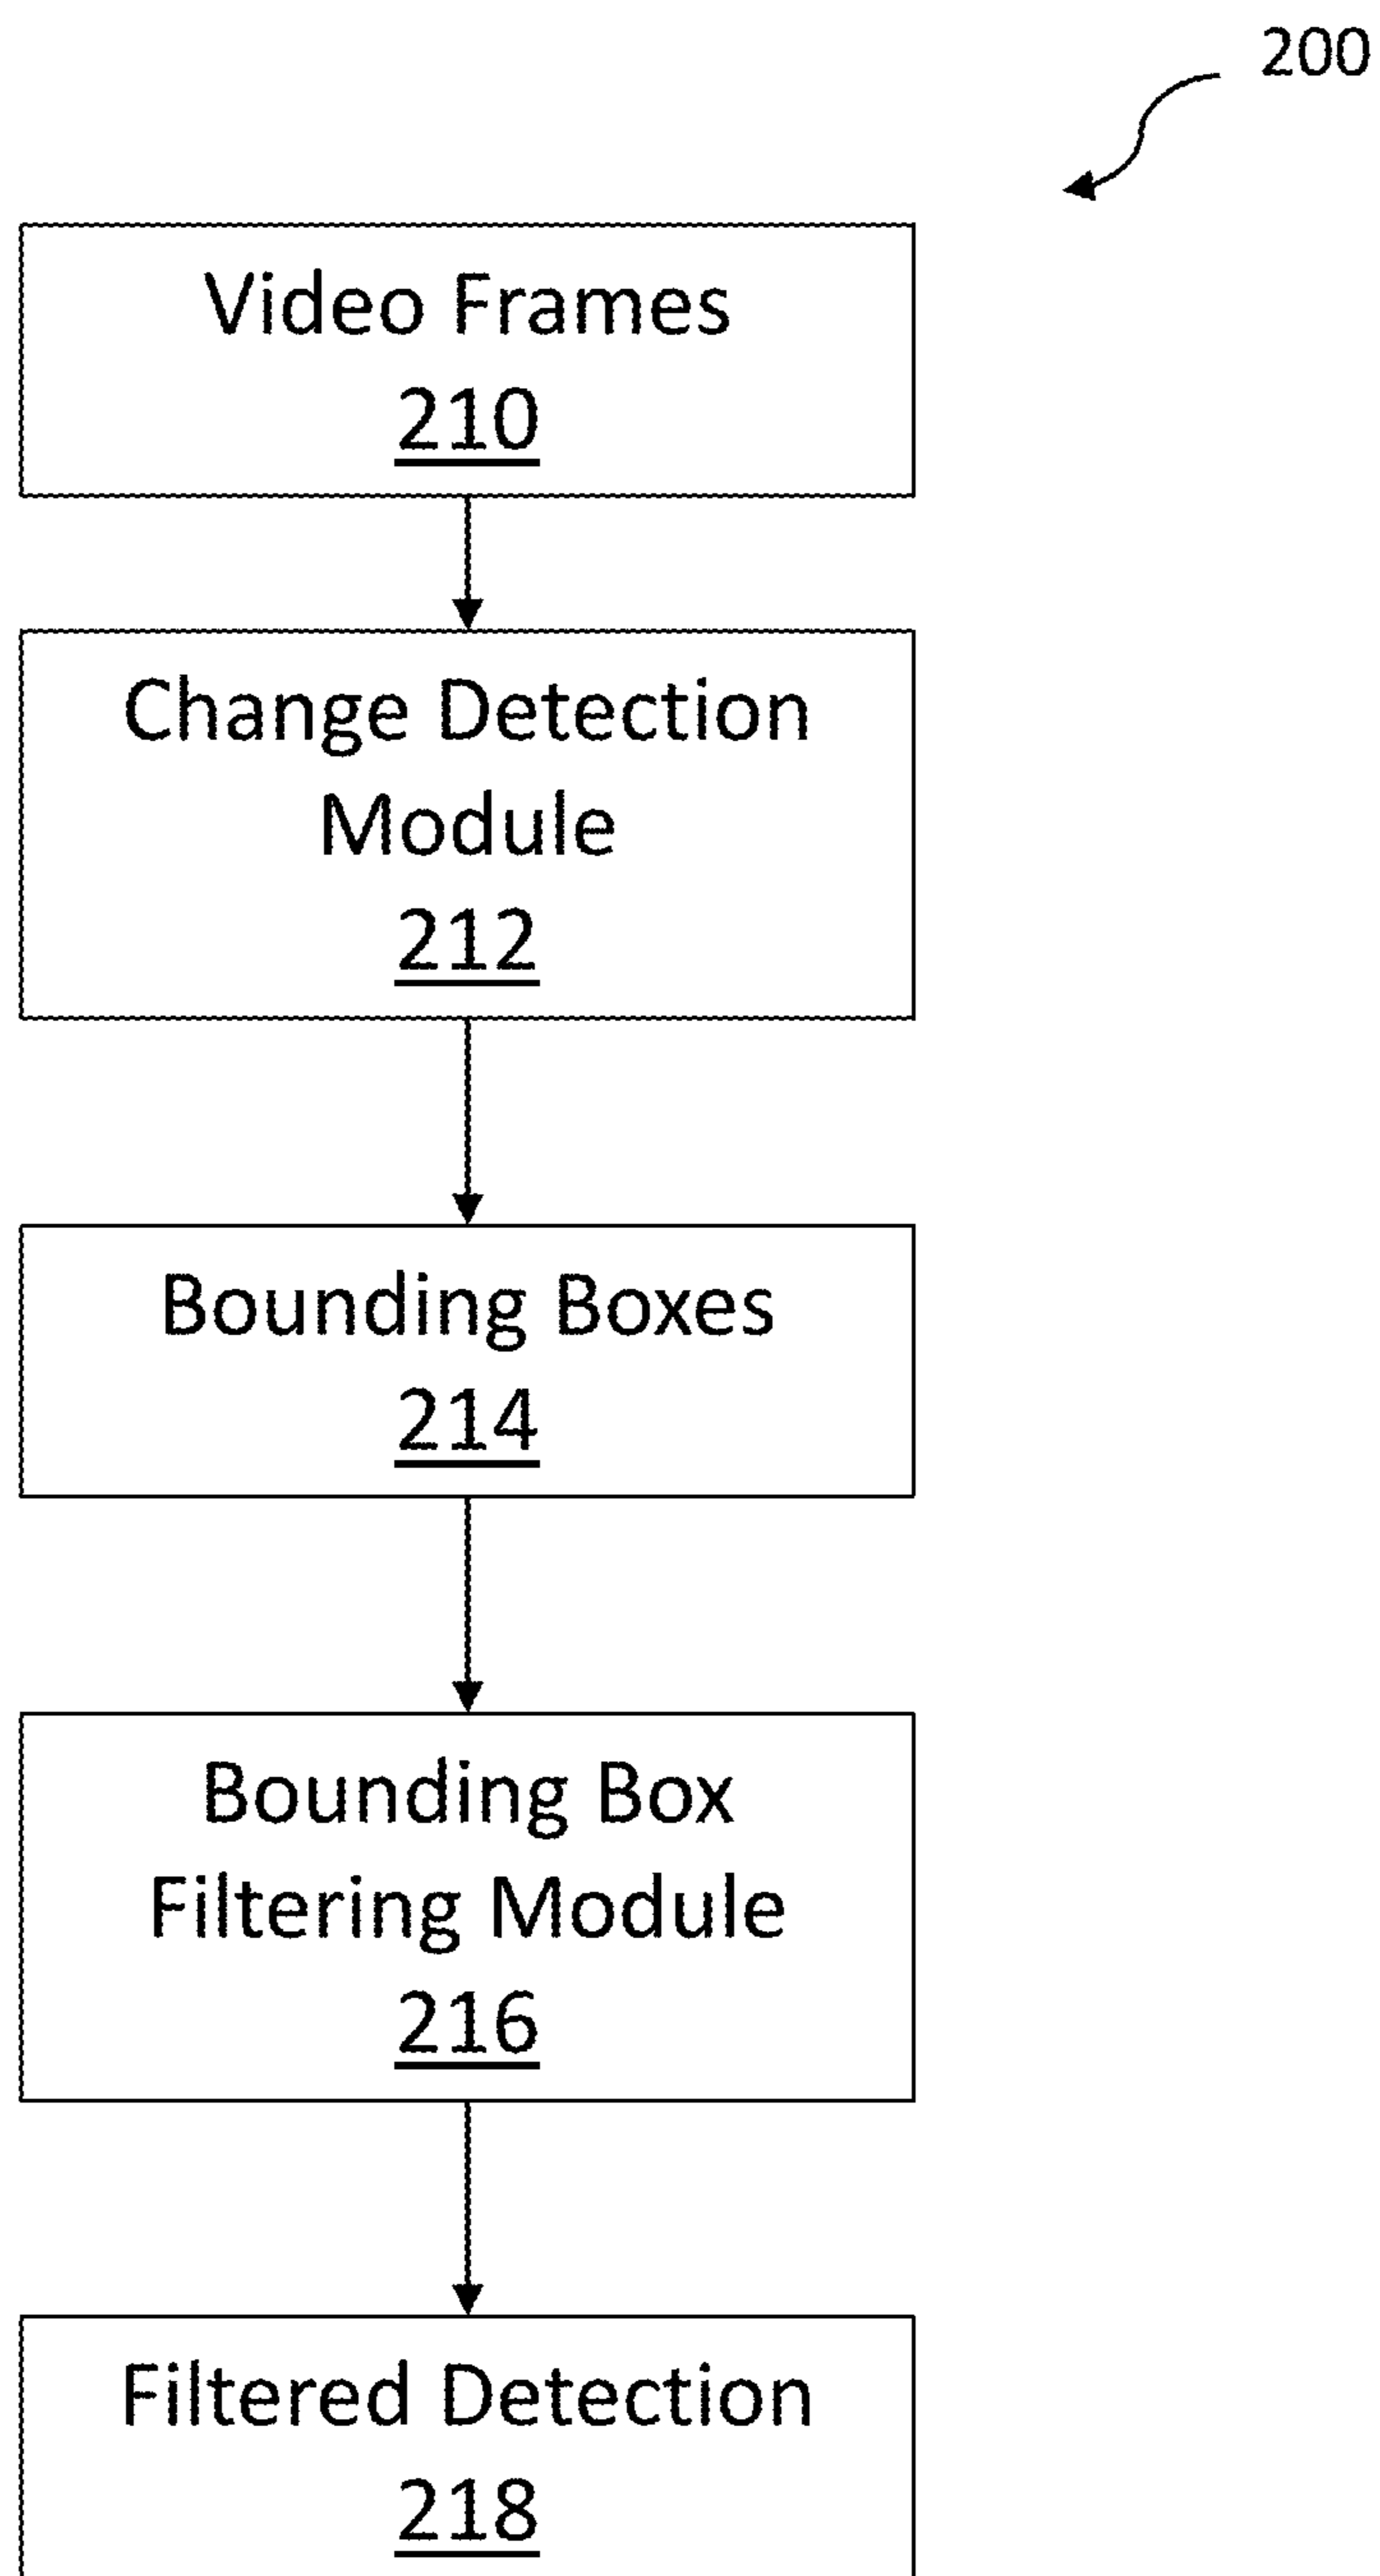 200
Video Frames
210
Change Detection
Module
212
Bounding Boxes
214
Bounding Box
Filtering Module
216
Filtered Detection
218